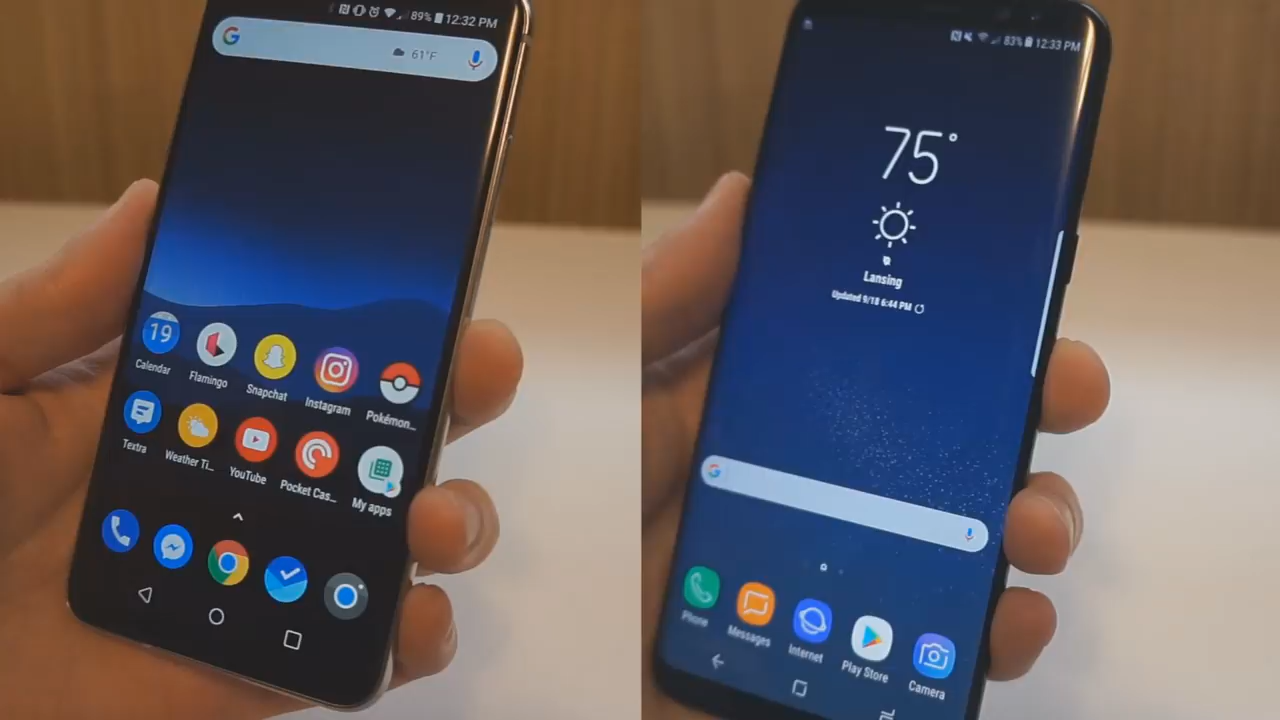 89% 12:32 PM
61°F
19
Calendar
Flamingo
Snapchat
Instagram
Pokémon...
Textra
Weather Ti...
YouTube
Pocket Cas...
My apps
83% 12:33 PM
75°
Lansing
Updated 9/18 6:44 PM
Phone
Messages
Internet
Play Store
Camera